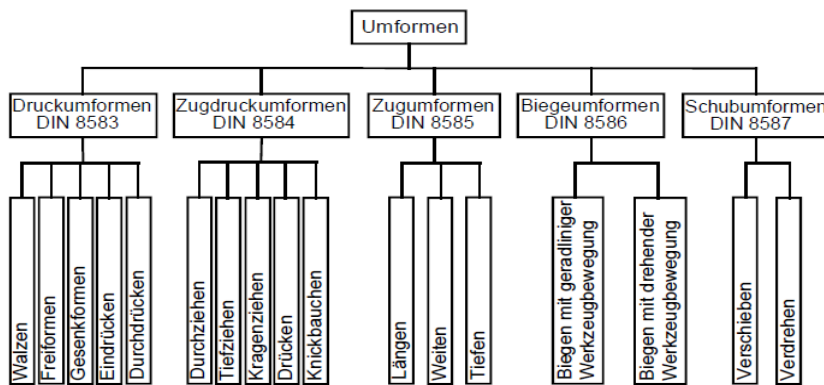 Umformen
Druckumformen
DIN 8583
Zugdruckumformen
DIN 8584
Zugumformen
DIN 8585
Biegeumformen
DIN 8586
Schubumformen
DIN 8587
Walzen
Freiformen
Gesenkformen
Eindrücken
Durchdrücken
Durchziehen
Tiefziehen
Kragenziehen
Drücken
Knickbauchen
Längen
Weiten
Tiefen
Biegen mit geradliniger
Werkzeugbewegung
Biegen mit drehender
Werkzeugbewegung
Verschieben
Verdrehen